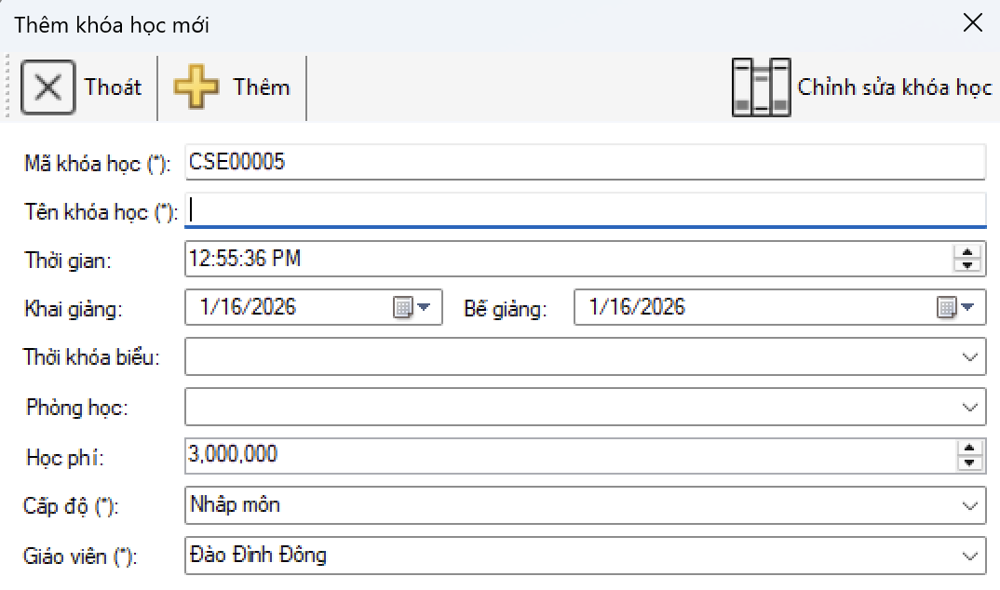 Thêm khóa học mới
Thoát Thêm Chỉnh sửa khóa học
Mã khóa học (*): CSE00005
Tên khóa học (*):
Thời gian: 12:55:36 PM
Khai giảng: 1/16/2026 Bế giảng: 1/16/2026
Thời khóa biểu:
Phòng học:
Học phí: 3,000,000
Cấp độ (*): Nhâp môn
Giáo viên (*): Đào Đình Đông